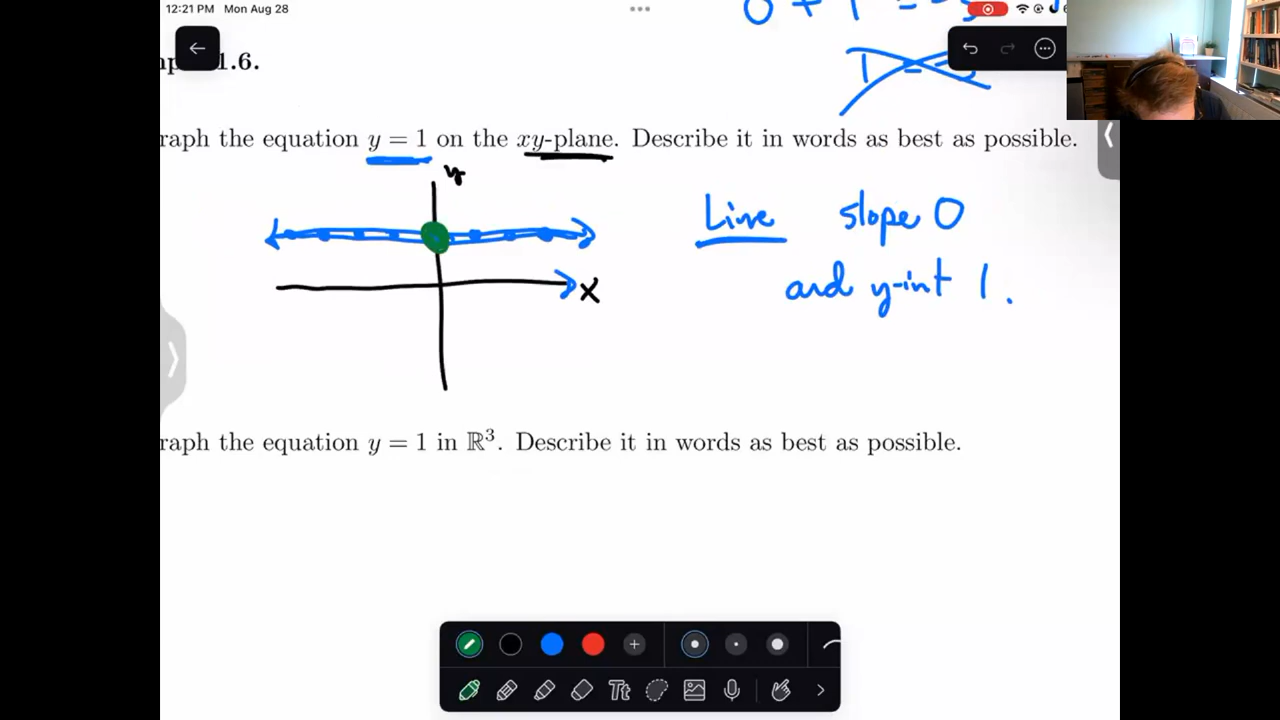 12:21 PM Mon Aug 28
1.6.
raph the equation y = 1 on the xy-plane. Describe it in words as best as possible.
y
x
Line slope 0
and y-int 1.
raph the equation y = 1 in ℝ³. Describe it in words as best as possible.
Tt